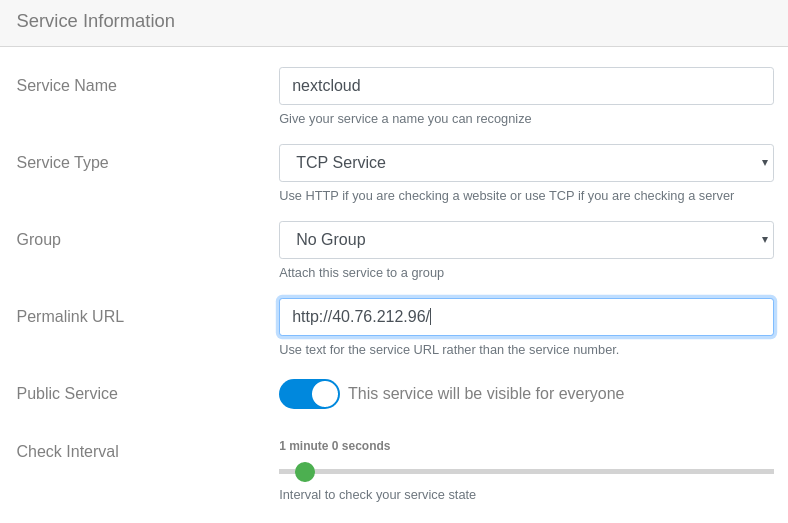 Service Information
Service Name
nextcloud
Give your service a name you can recognize
Service Type
TCP Service
Use HTTP if you are checking a website or use TCP if you are checking a server
Group
No Group
Attach this service to a group
Permalink URL
http://40.76.212.96/
Use text for the service URL rather than the service number.
Public Service
This service will be visible for everyone
Check Interval
1 minute 0 seconds
Interval to check your service state